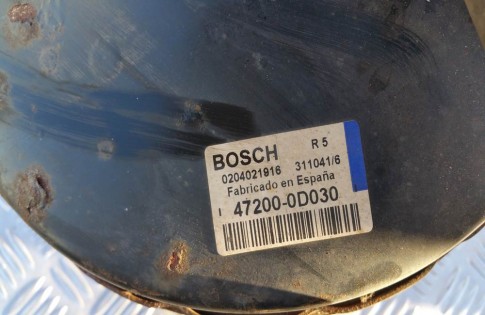 BOSCH R 5
0204021916 311041/6
Fabricado en España
I 47200-0D030